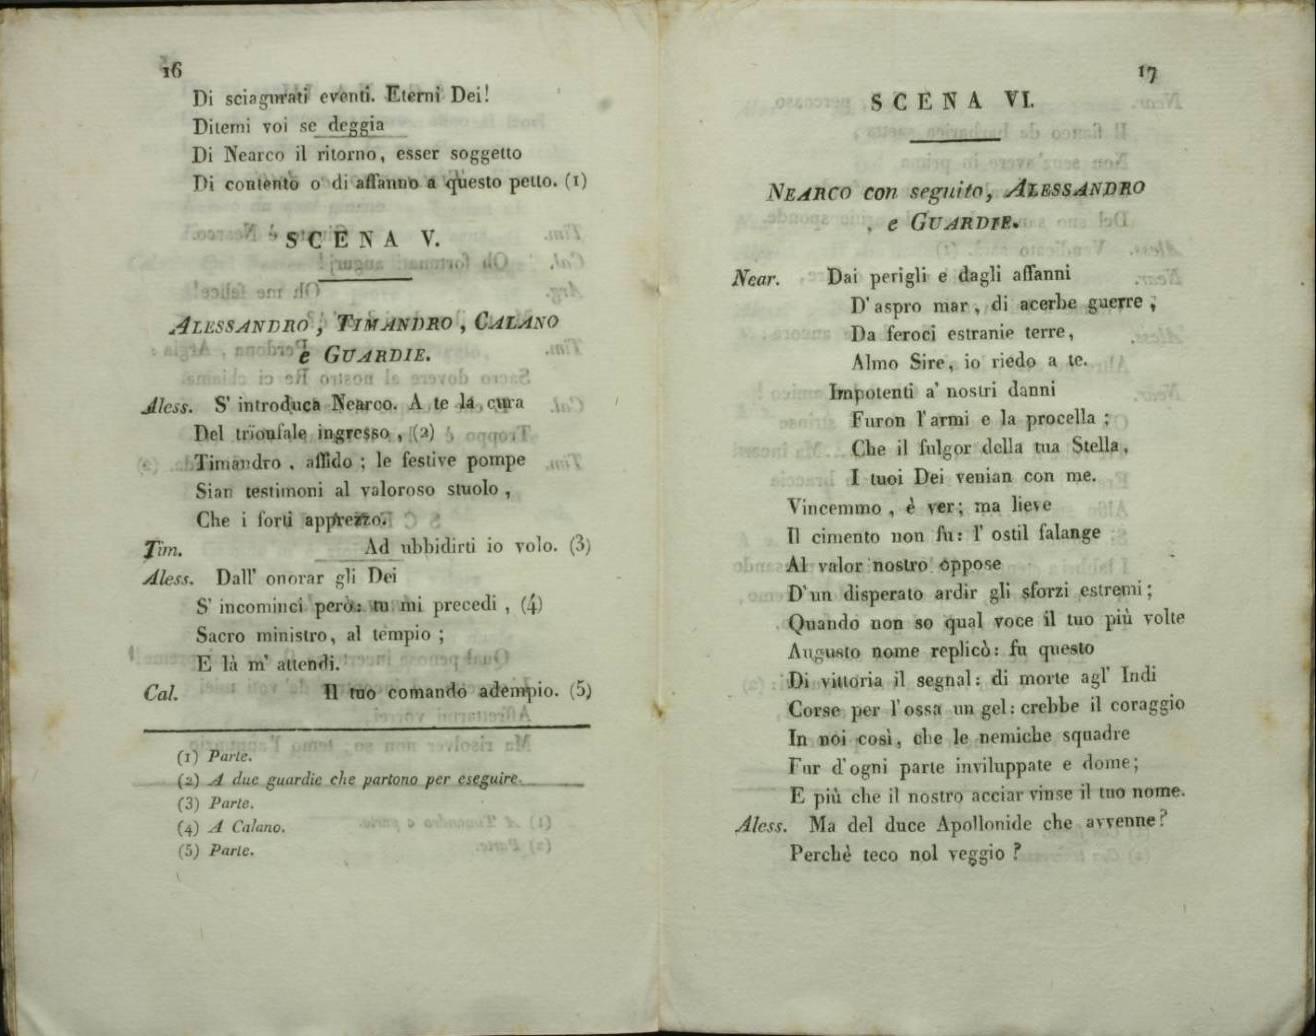 16
Di sciagurati eventi. Eterni Dei!
Ditemi voi se deggia
Di Nearco il ritorno, esser soggetto
Di contento o di affanno a questo petto. (1)
SCENA V.
ALESSANDRO, TIMANDRO, CALANO
e GUARDIE.
Aless. S' introduca Nearco. A te la cura
Del trionfale ingresso, (2)
Timandro, affido; le festive pompe
Sian testimoni al valoroso stuolo,
Che i forti apprezzo.
Tim. Ad ubbidirti io volo. (3)
Aless. Dall' onorar gli Dei
S' incominci però: tu mi precedi, (4)
Sacro ministro, al tempio;
E là m' attendi.
Cal. Il tuo comando adempio. (5)
(1) Parte.
(2) A due guardie che partono per eseguire.
(3) Parte.
(4) A Calano.
(5) Parte.
17
SCENA VI.
NEARCO con seguito, ALESSANDRO
e GUARDIE.
Near. Dai perigli e dagli affanni
D' aspro mar, di acerbe guerre,
Da feroci estranie terre,
Almo Sire, io riedo a te.
Impotenti a' nostri danni
Furon l'armi e la procella;
Che il fulgor della tua Stella,
I tuoi Dei venian con me.
Vincemmo, è ver; ma lieve
Il cimento non fu: l' ostil falange
Al valor nostro oppose
D'un disperato ardir gli sforzi estremi;
Quando non so qual voce il tuo più volte
Augusto nome replicò: fu questo
Di vittoria il segnal: di morte agl' Indi
Corse per l'ossa un gel: crebbe il coraggio
In noi così, che le nemiche squadre
Fur d'ogni parte inviluppate e dome;
E più che il nostro acciar vinse il tuo nome.
Aless. Ma del duce Apollonide che avvenne?
Perchè teco nol veggio?